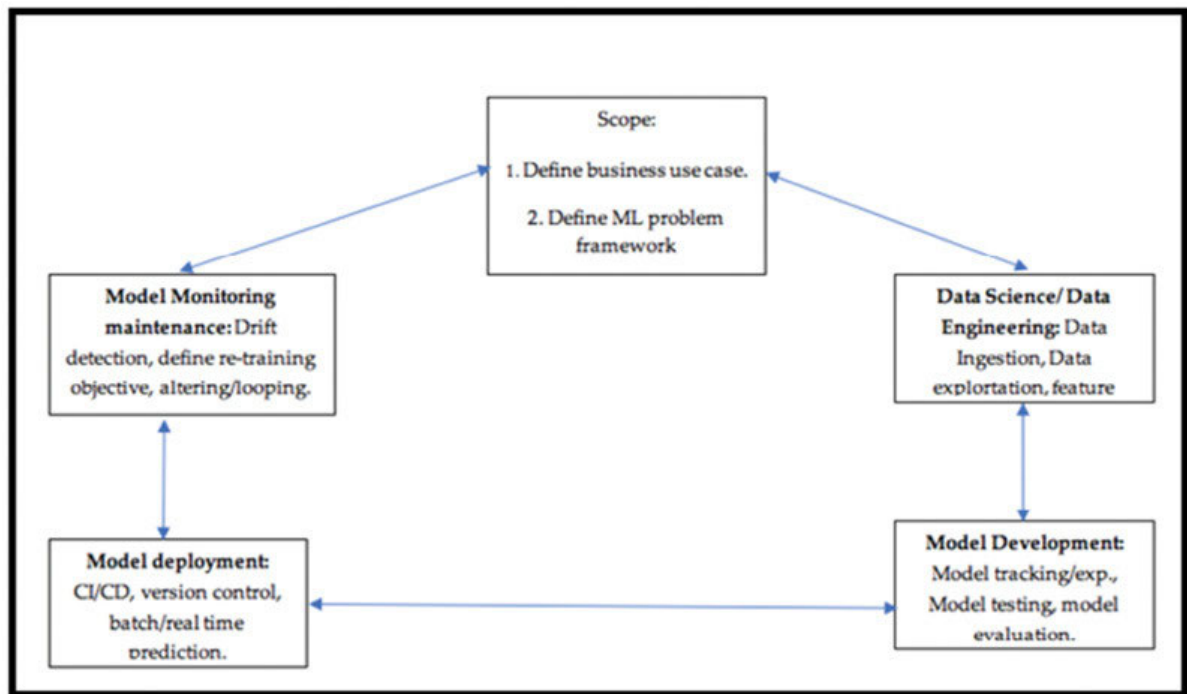 Scope:
1. Define business use case.
2. Define ML problem
framework
Model Monitoring
maintenance: Drift
detection, define re-training
objective, altering/looping.
Data Science/ Data
Engineering: Data
Ingestion, Data
explortation, feature
Model deployment:
CI/CD, version control,
batch/real time
prediction.
Model Development:
Model tracking/exp.,
Model testing, model
evaluation.